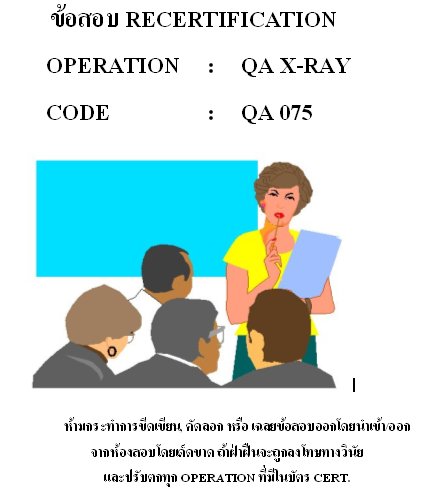 ข้อสอบ RECERTIFICATION
OPERATION : QA X-RAY
CODE : QA 075
ห้ามกระทำการขีดเขียน, คัดลอก หรือ เฉลยข้อสอบออกโดยนำเข้า/ออก
จากห้องสอบโดยเด็ดขาด ถ้าฝ่าฝืนจะถูกลงโทษทางวินัย
และปรับตกทุก OPERATION ที่มีในบัตร CERT.